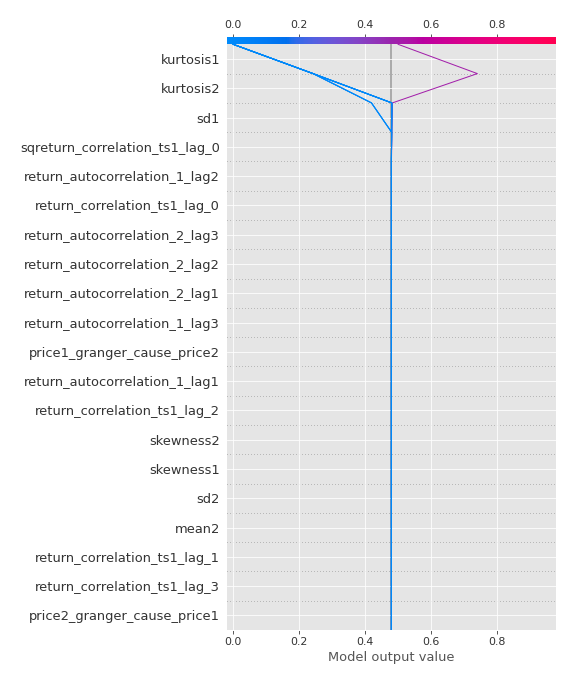 0.0 0.2 0.4 0.6 0.8
kurtosis1
kurtosis2
sd1
sqreturn_correlation_ts1_lag_0
return_autocorrelation_1_lag2
return_correlation_ts1_lag_0
return_autocorrelation_2_lag3
return_autocorrelation_2_lag2
return_autocorrelation_2_lag1
return_autocorrelation_1_lag3
price1_granger_cause_price2
return_autocorrelation_1_lag1
return_correlation_ts1_lag_2
skewness2
skewness1
sd2
mean2
return_correlation_ts1_lag_1
return_correlation_ts1_lag_3
price2_granger_cause_price1
0.0 0.2 0.4 0.6 0.8
Model output value